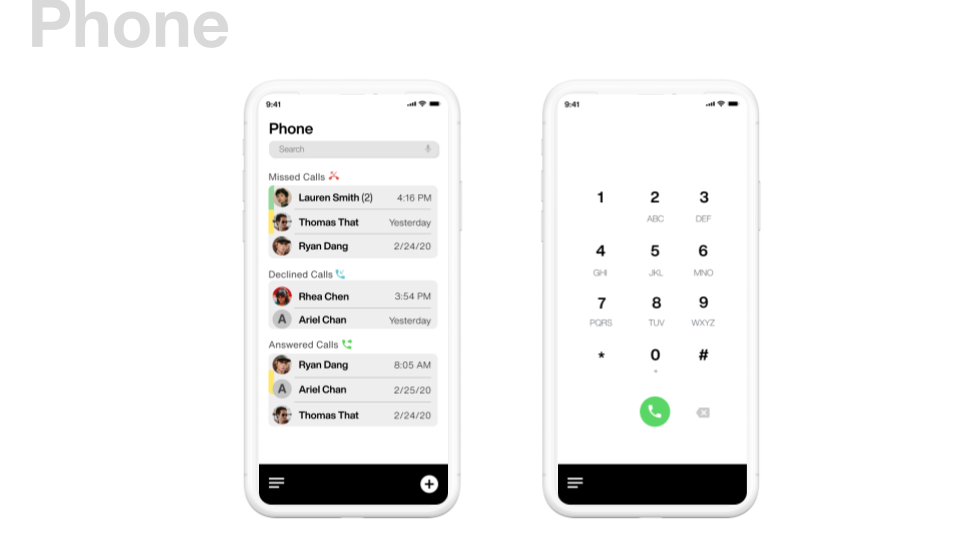 Phone
9:41
Phone
Search
Missed Calls
Lauren Smith (2) 4:16 PM
Thomas That Yesterday
Ryan Dang 2/24/20
Declined Calls
Rhea Chen 3:54 PM
A Ariel Chan Yesterday
Answered Calls
Ryan Dang 8:05 AM
A Ariel Chan 2/25/20
Thomas That 2/24/20
9:41
1 2 3
ABC DEF
4 5 6
GHI JKL MNO
7 8 9
PQRS TUV WXYZ
* 0 #
+